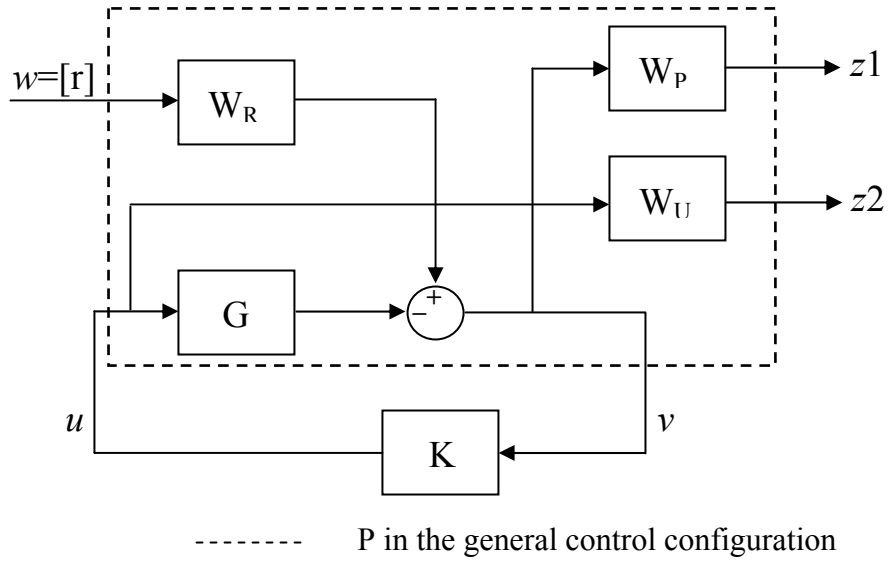 w=[r]
W_R
W_P
z1
W_U
z2
G
+
−
u
v
K
P in the general control configuration